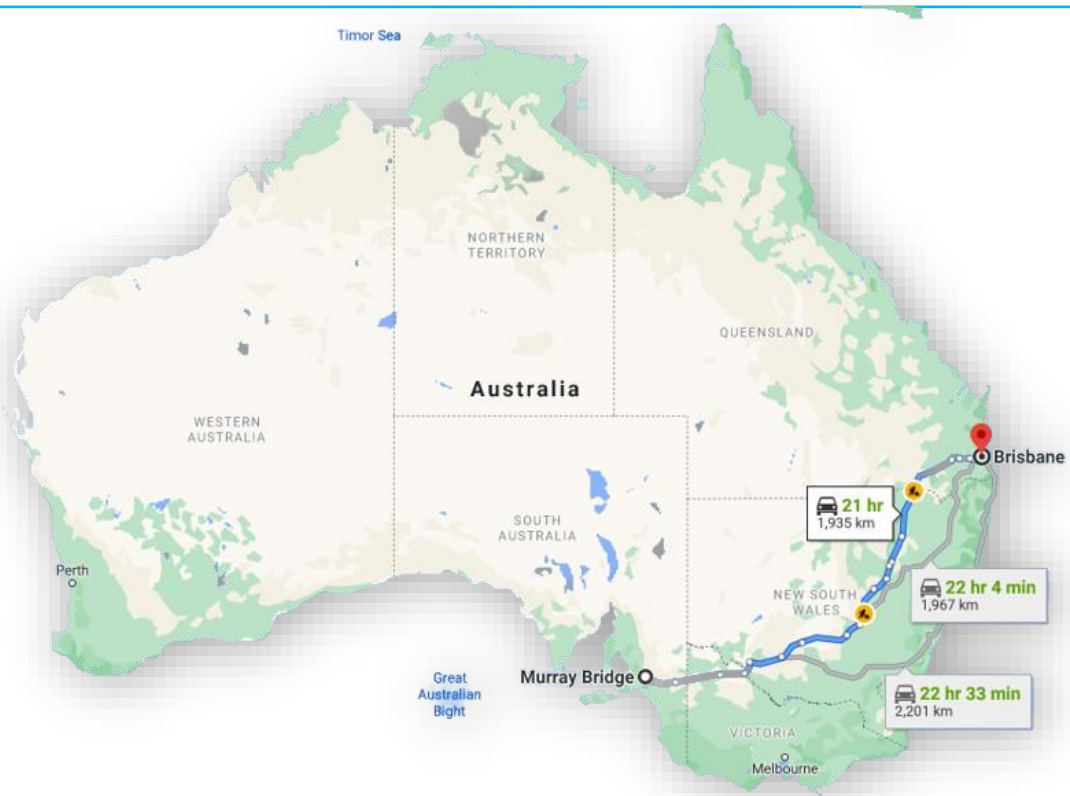 Timor Sea
NORTHERN
TERRITORY
QUEENSLAND
Australia
WESTERN
AUSTRALIA
Brisbane
21 hr
1,935 km
SOUTH
AUSTRALIA
Perth
22 hr 4 min
1,967 km
NEW SOUTH
WALES
Murray Bridge
Great
Australian
Bight
22 hr 33 min
2,201 km
VICTORIA
Melbourne